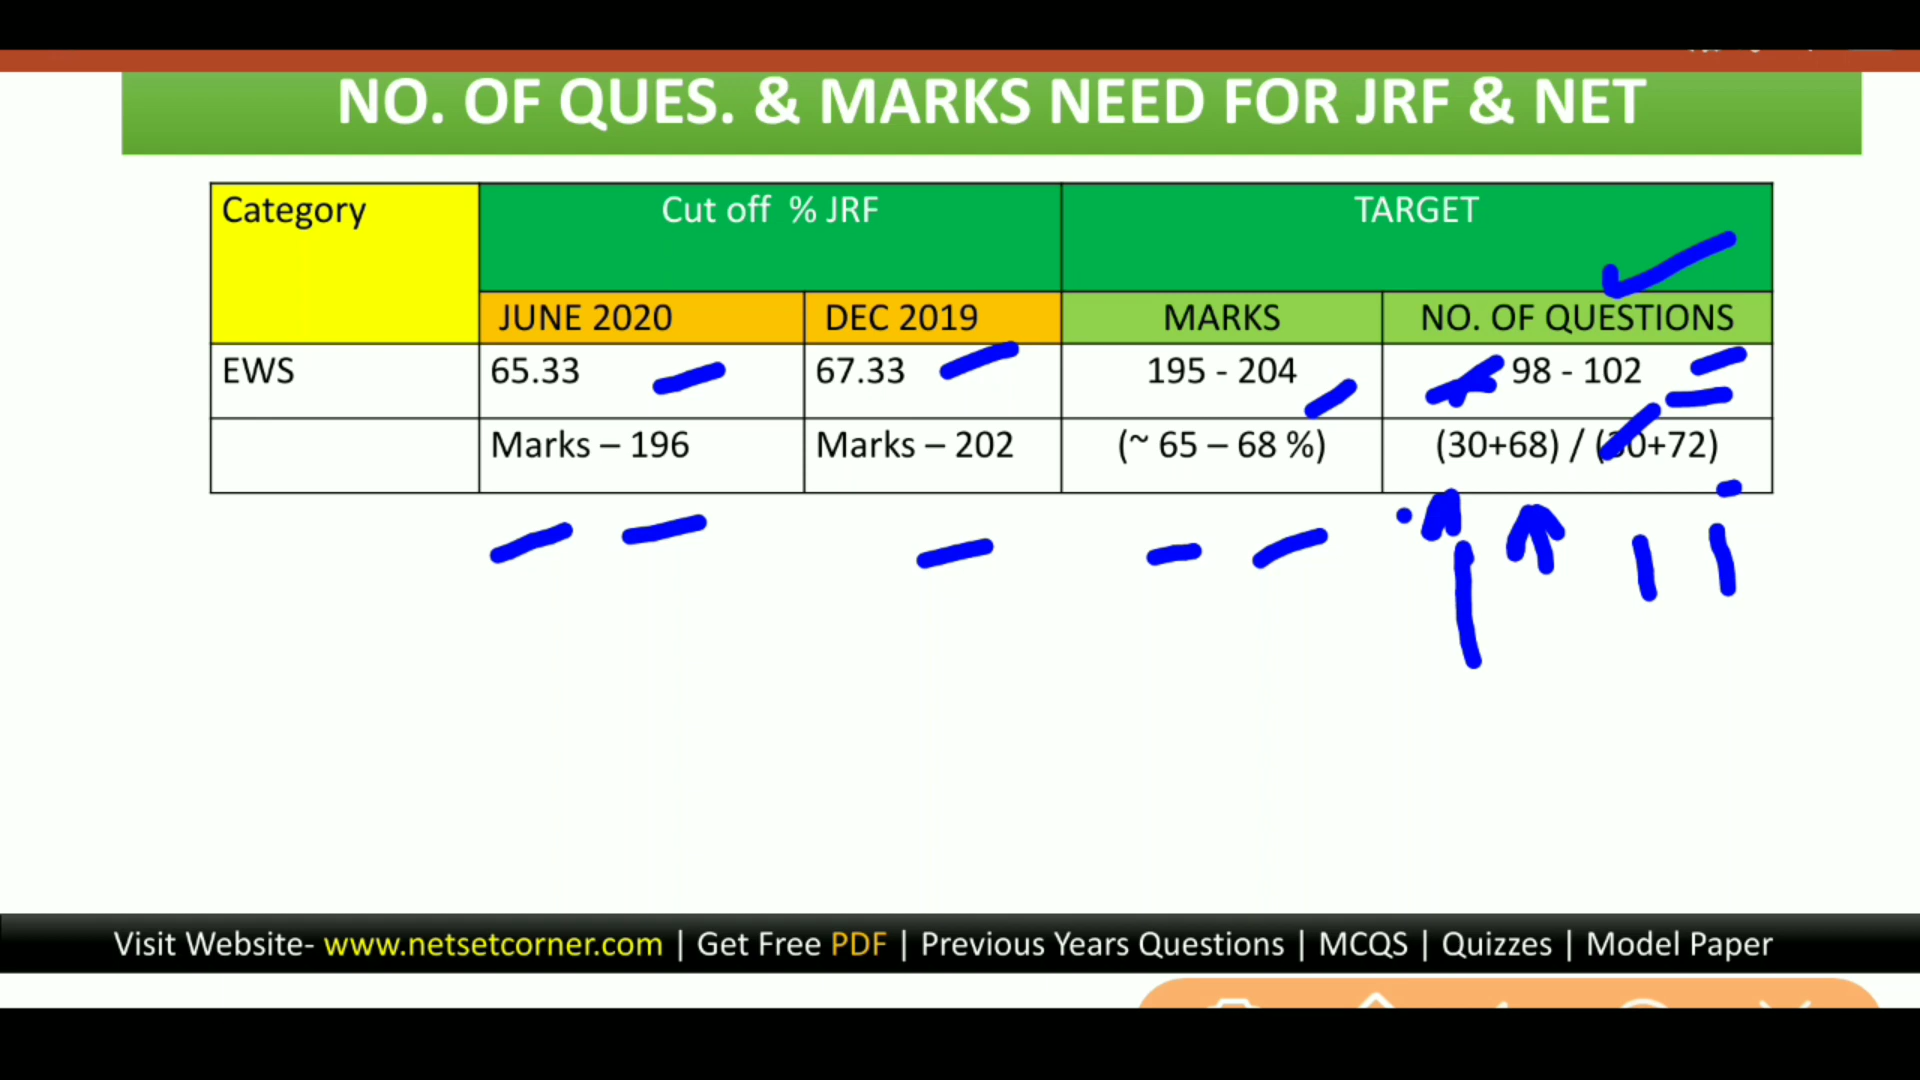 NO. OF QUES. & MARKS NEED FOR JRF & NET
Category
Cut off % JRF
TARGET
JUNE 2020
DEC 2019
MARKS
NO. OF QUESTIONS
EWS
65.33
67.33
195 - 204
98 - 102
Marks – 196
Marks – 202
(~ 65 – 68 %)
(30+68) / (30+72)
Visit Website- www.netsetcorner.com | Get Free PDF | Previous Years Questions | MCQS | Quizzes | Model Paper